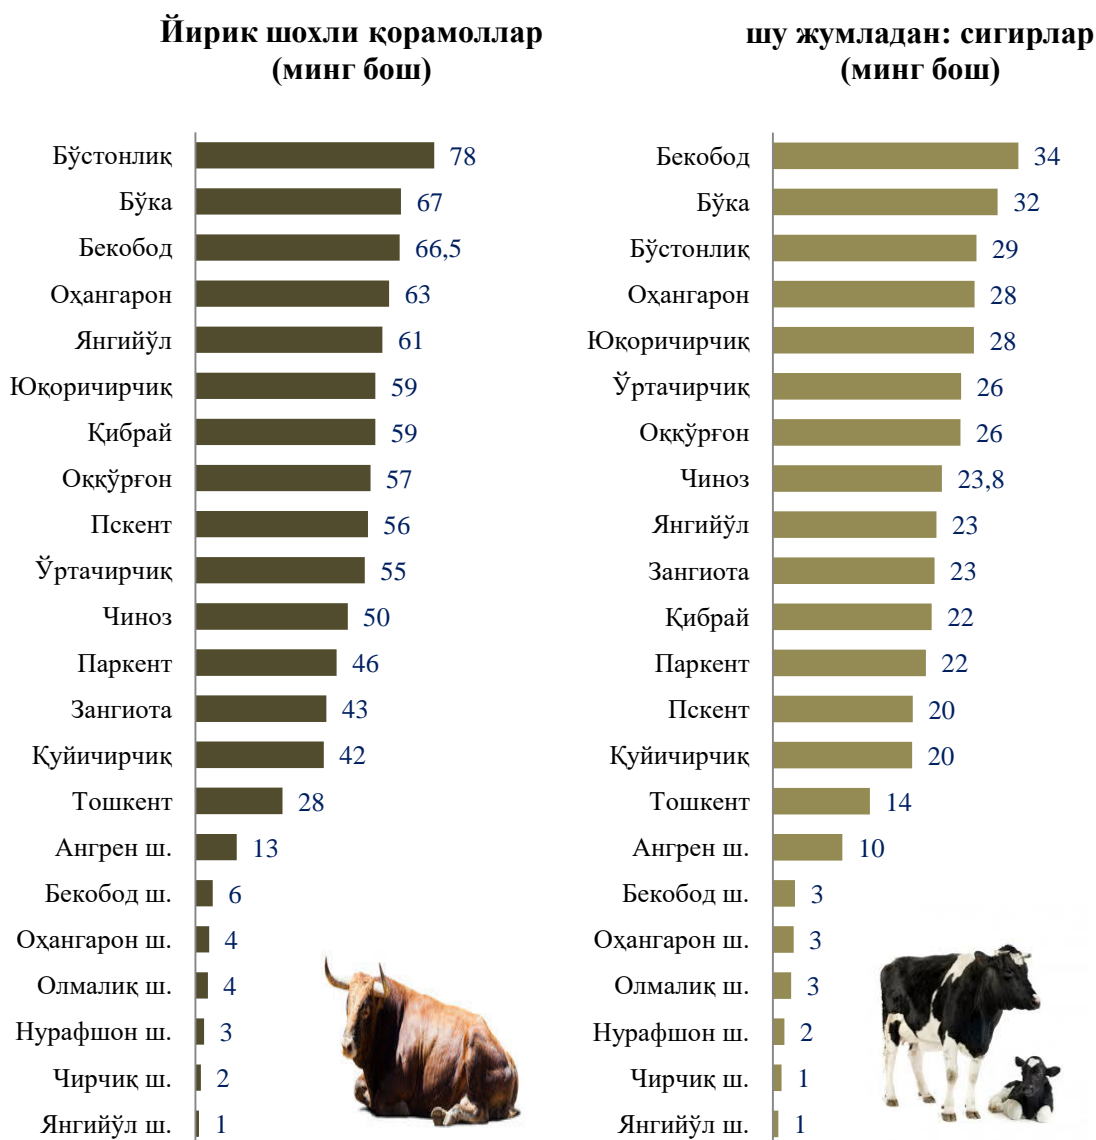 Йирик шохли қорамоллар
(минг бош)
Бўстонлиқ 78
Бўка 67
Бекобод 66,5
Оҳангарон 63
Янгийўл 61
Юқоричирчиқ 59
Қибрай 59
Оққўрғон 57
Пскент 56
Ўртачирчиқ 55
Чиноз 50
Паркент 46
Зангиота 43
Қуйичирчиқ 42
Тошкент 28
Ангрен ш. 13
Бекобод ш. 6
Оҳангарон ш. 4
Олмалиқ ш. 4
Нурафшон ш. 3
Чирчиқ ш. 2
Янгийўл ш. 1
шу жумладан: сигирлар
(минг бош)
Бекобод 34
Бўка 32
Бўстонлиқ 29
Оҳангарон 28
Юқоричирчиқ 28
Ўртачирчиқ 26
Оққўрғон 26
Чиноз 23,8
Янгийўл 23
Зангиота 23
Қибрай 22
Паркент 22
Пскент 20
Қуйичирчиқ 20
Тошкент 14
Ангрен ш. 10
Бекобод ш. 3
Оҳангарон ш. 3
Олмалиқ ш. 3
Нурафшон ш. 2
Чирчиқ ш. 1
Янгийўл ш. 1